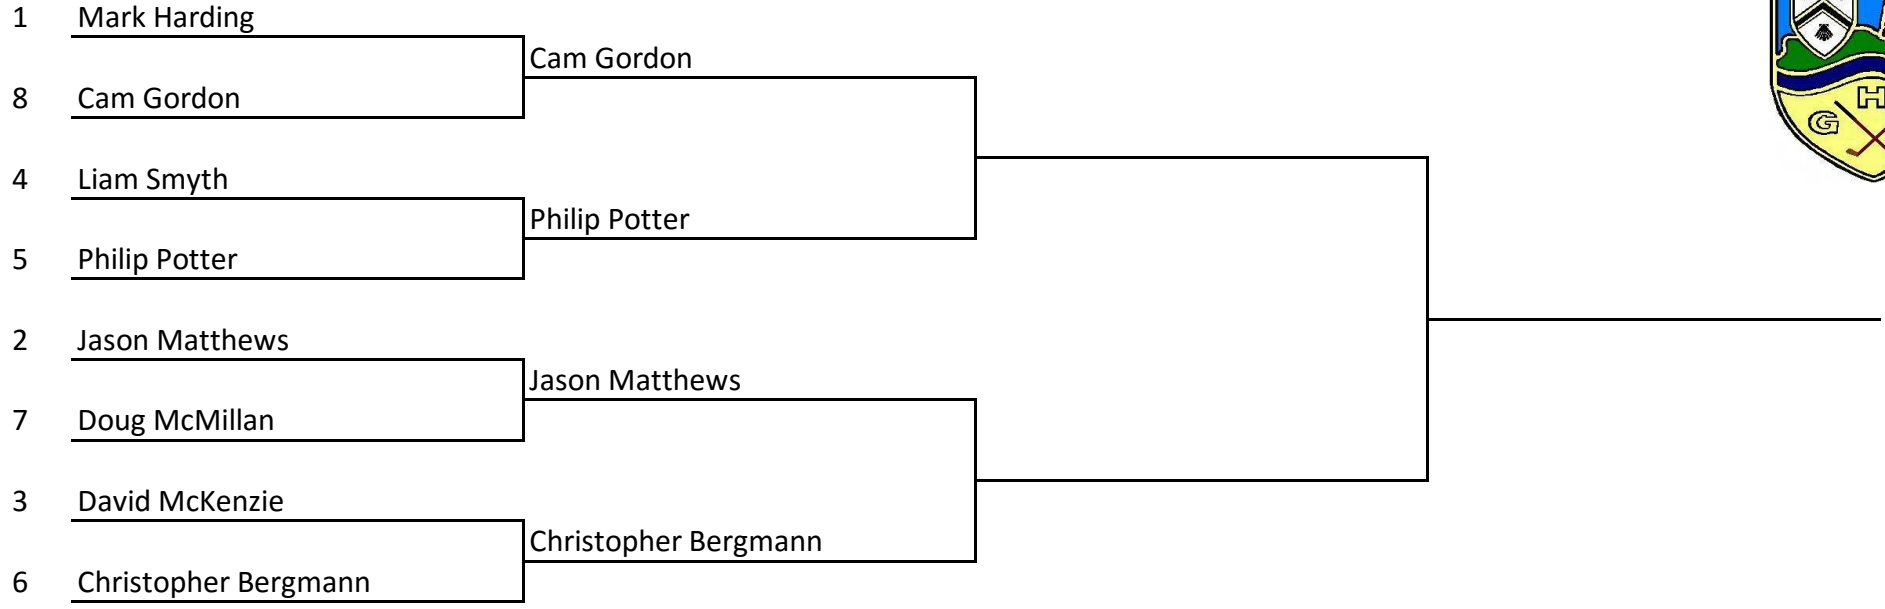 1 Mark Harding
Cam Gordon
8 Cam Gordon
4 Liam Smyth
Philip Potter
5 Philip Potter
2 Jason Matthews
Jason Matthews
7 Doug McMillan
3 David McKenzie
Christopher Bergmann
6 Christopher Bergmann
G H